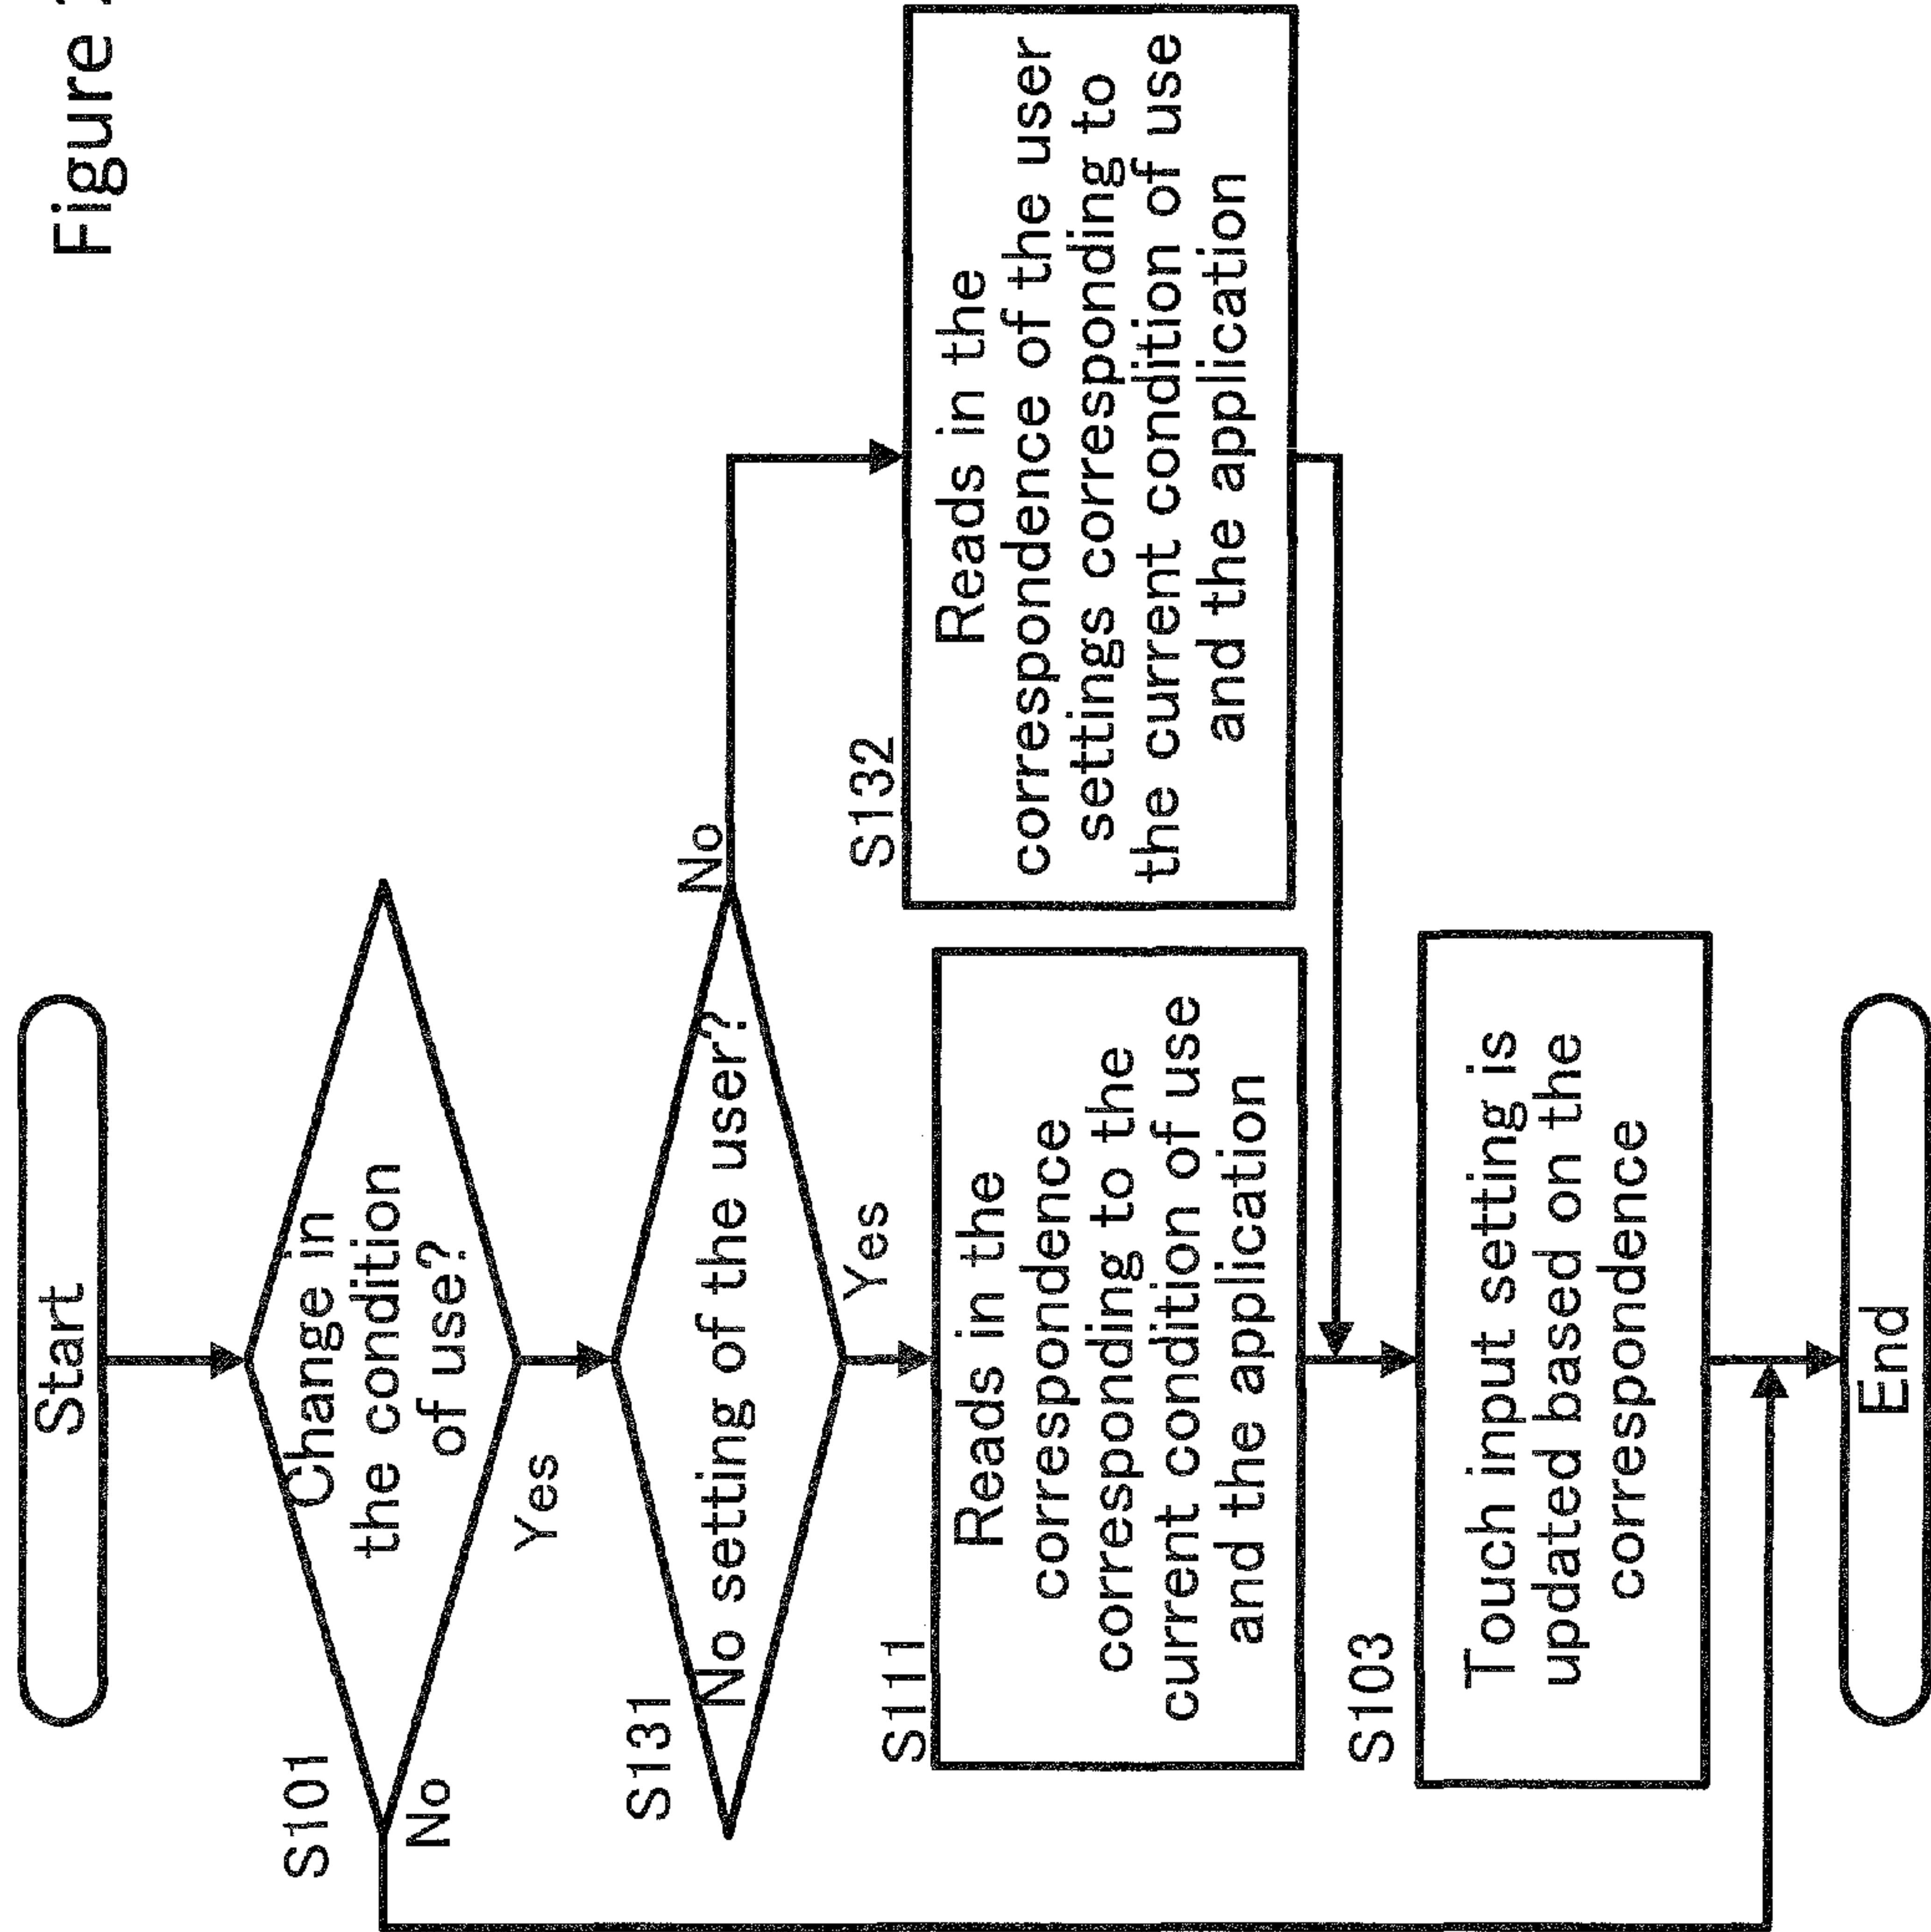 Figure
Start
S101
Change in
the condition
of use?
No
Yes
S131
No setting of the user?
No
Yes
S111
Reads in the
correspondence
corresponding to the
current condition of use
and the application
S132
Reads in the
correspondence of the user
settings corresponding to
the current condition of use
and the application
S103
Touch input setting is
updated based on the
correspondence
End